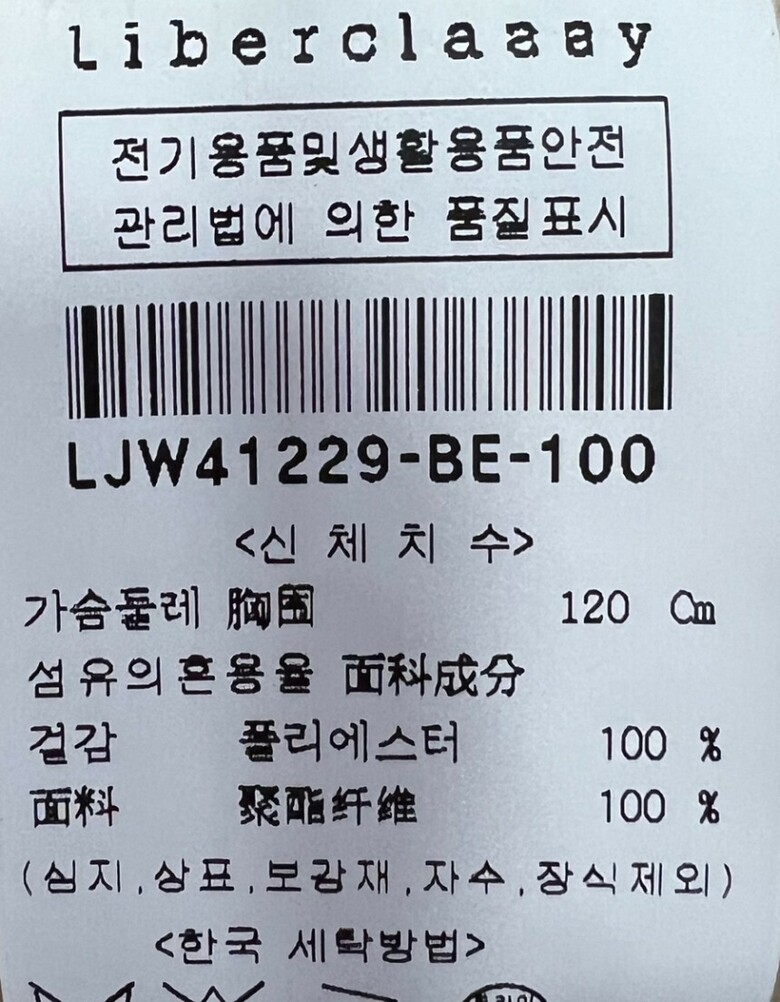 Liberclaaay
전기용품및생활용품안전
관리법에 의한 품질표시
LJW41229-BE-100
<신 체 치 수>
가슴둘레 胸围 120 Cm
섬유의혼용율 面科成分
겉감 폴리에스터 100 %
面料 聚酯纤维 100 %
(심지,상표,보강재,자수,장식제외)
<한국 세탁방법>